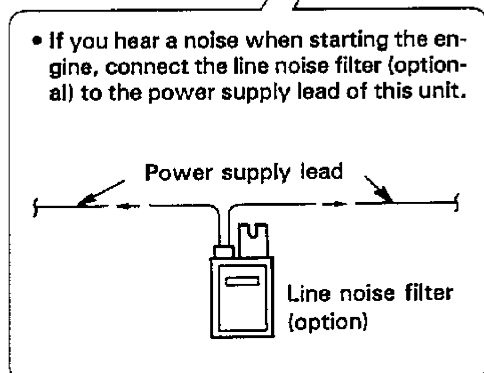 • If you hear a noise when starting the en-
gine, connect the line noise filter (option-
al) to the power supply lead of this unit.
Power supply lead
Line noise filter
(option)